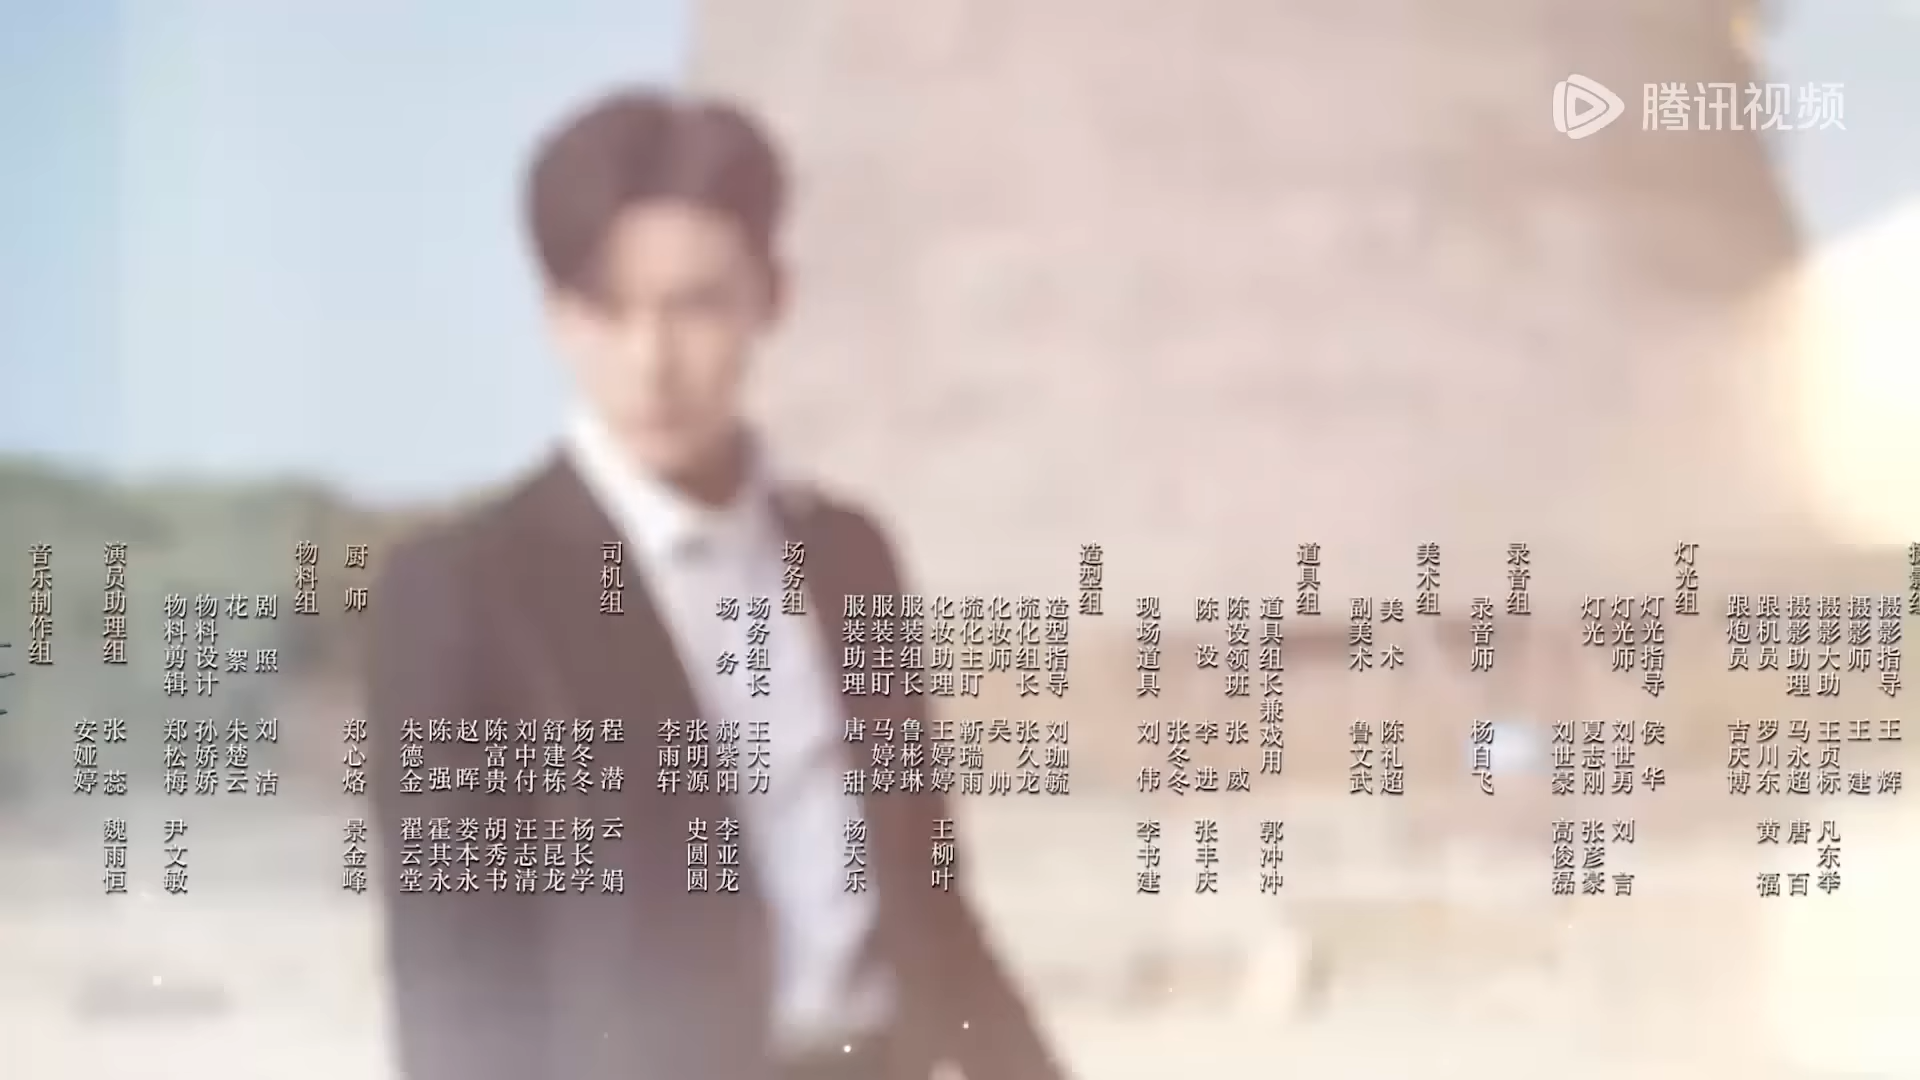 腾讯视频
摄影指导 王辉
摄影师 王建
摄影大助 王贞标 凡东举
摄影助理 马永超 唐百
跟机员 罗川东 黄福
跟炮员 吉庆博
灯光组
灯光指导 侯华
灯光师 刘世勇 刘言
灯光 夏志刚 张彦豪
刘世豪 高俊磊
录音组
录音师 杨自飞
美术组
美术 陈礼超
副美术 鲁文武
道具组
道具组长兼戏用 郭冲冲
陈设领班 张威
陈设 李进 张丰庆
张冬冬
现场道具 刘伟 李书建
造型组
造型指导 刘珈毓
梳化组长 张久龙
化妆师 吴帅
梳化主盯 靳瑞雨
化妆助理 王婷婷 王柳叶
服装组长 鲁彬琳
服装主盯 马婷婷
服装助理 唐甜 杨天乐
场务组
场务组长 王大力
场务 郝紫阳 李亚龙
张明源 史圆圆
李雨轩
司机组
程潜 云娟
杨冬冬 杨长学
舒建栋 王昆龙
刘中付 汪志清
陈富贵 胡秀书
赵晖 娄本永
陈强 霍其永
朱德金 翟云堂
厨师 郑心烙 景金峰
物料组
剧照 刘洁
花絮 朱楚云
物料设计 孙娇娇
物料剪辑 郑松梅 尹文敏
演员助理组
张蕊 魏雨恒
安娅婷
音乐制作组